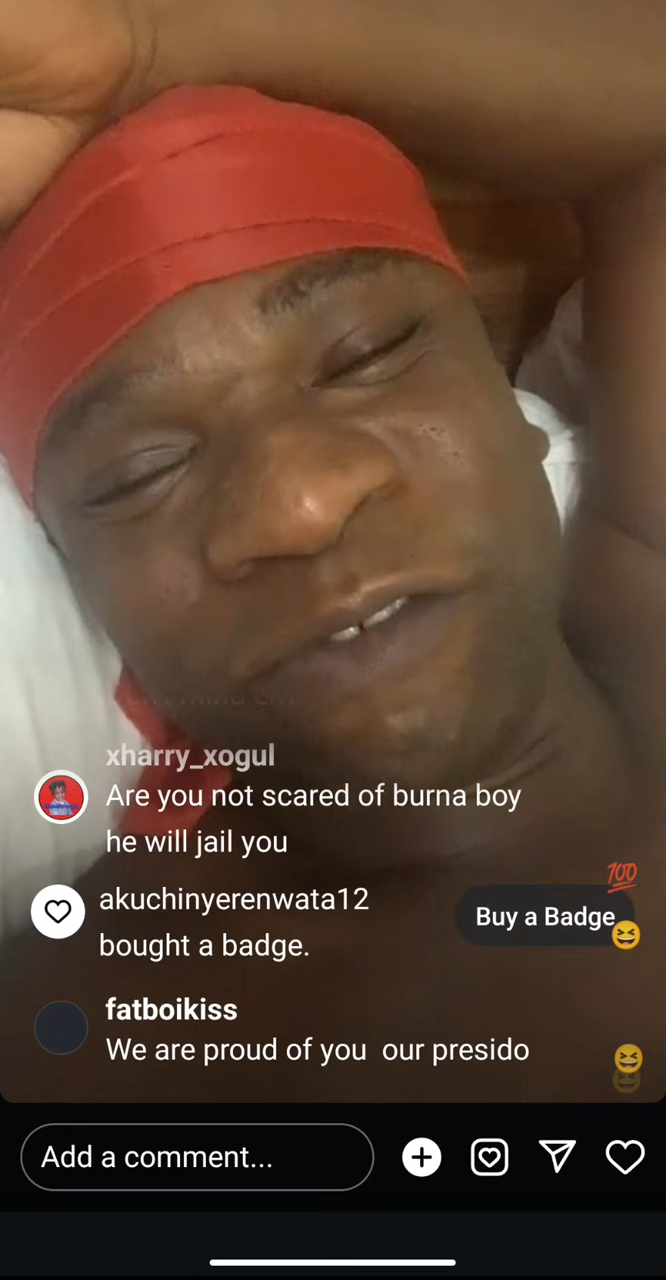 xharry_xogul
Are you not scared of burna boy
he will jail you
akuchinyerenwata12
bought a badge.
Buy a Badge
fatboikiss
We are proud of you our presido
Add a comment...